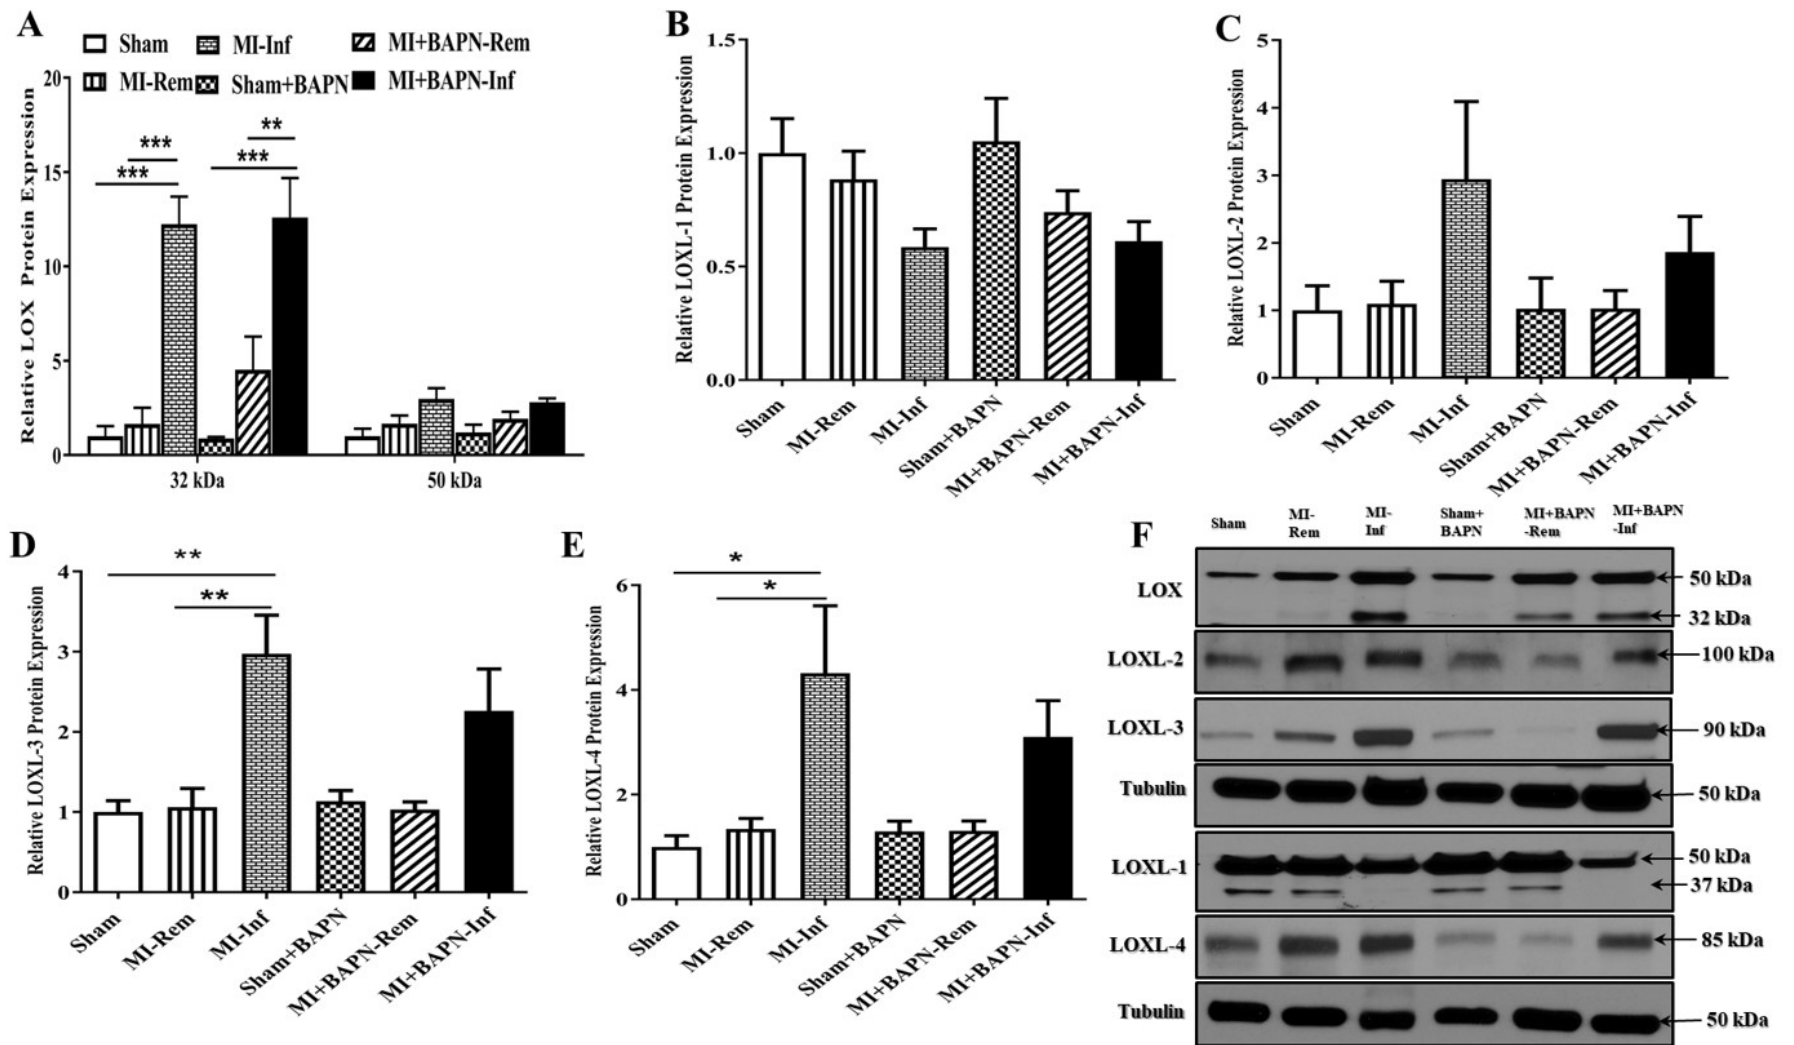 A
Sham
MI-Inf
MI+BAPN-Rem
MI-Rem
Sham+BAPN
MI+BAPN-Inf
Relative LOX Protein Expression
20
15
10
5
0
***
***
**
***
32 kDa
50 kDa
B
Relative LOXL-1 Protein Expression
1.5
1.0
0.5
0.0
Sham
MI-Rem
MI-Inf
Sham+BAPN
MI+BAPN-Rem
MI+BAPN-Inf
C
Relative LOXL-2 Protein Expression
5
4
3
2
1
0
Sham
MI-Rem
MI-Inf
Sham+BAPN
MI+BAPN-Rem
MI+BAPN-Inf
D
Relative LOXL-3 Protein Expression
4
3
2
1
0
**
**
Sham
MI-Rem
MI-Inf
Sham+BAPN
MI+BAPN-Rem
MI+BAPN-Inf
E
Relative LOXL-4 Protein Expression
6
4
2
0
*
*
Sham
MI-Rem
MI-Inf
Sham+BAPN
MI+BAPN-Rem
MI+BAPN-Inf
F
Sham
MI-
Rem
MI-
Inf
Sham+
BAPN
MI+BAPN
-Rem
MI+BAPN
-Inf
LOX
50 kDa
32 kDa
LOXL-2
100 kDa
LOXL-3
90 kDa
Tubulin
50 kDa
LOXL-1
50 kDa
37 kDa
LOXL-4
85 kDa
Tubulin
50 kDa